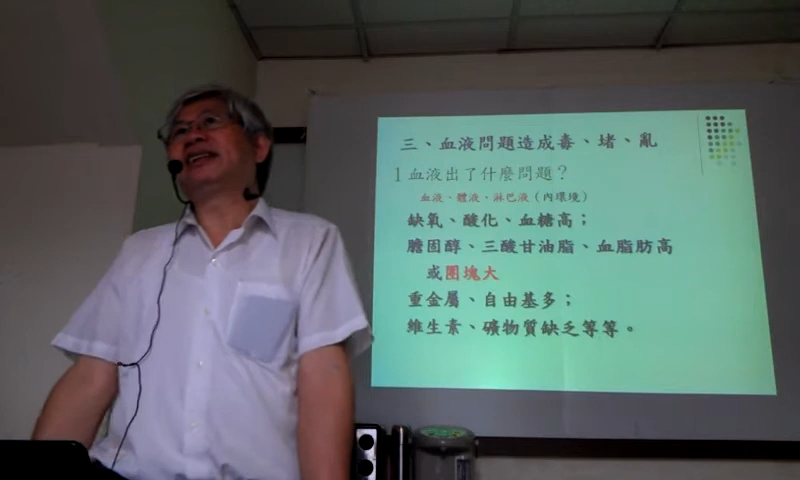 三、血液問題造成毒、堵、亂
1血液出了什麼問題？
血液、體液、淋巴液（內環境）
缺氧、酸化、血糖高；
膽固醇、三酸甘油脂、血脂肪高
或團塊大
重金屬、自由基多；
維生素、礦物質缺乏等等。